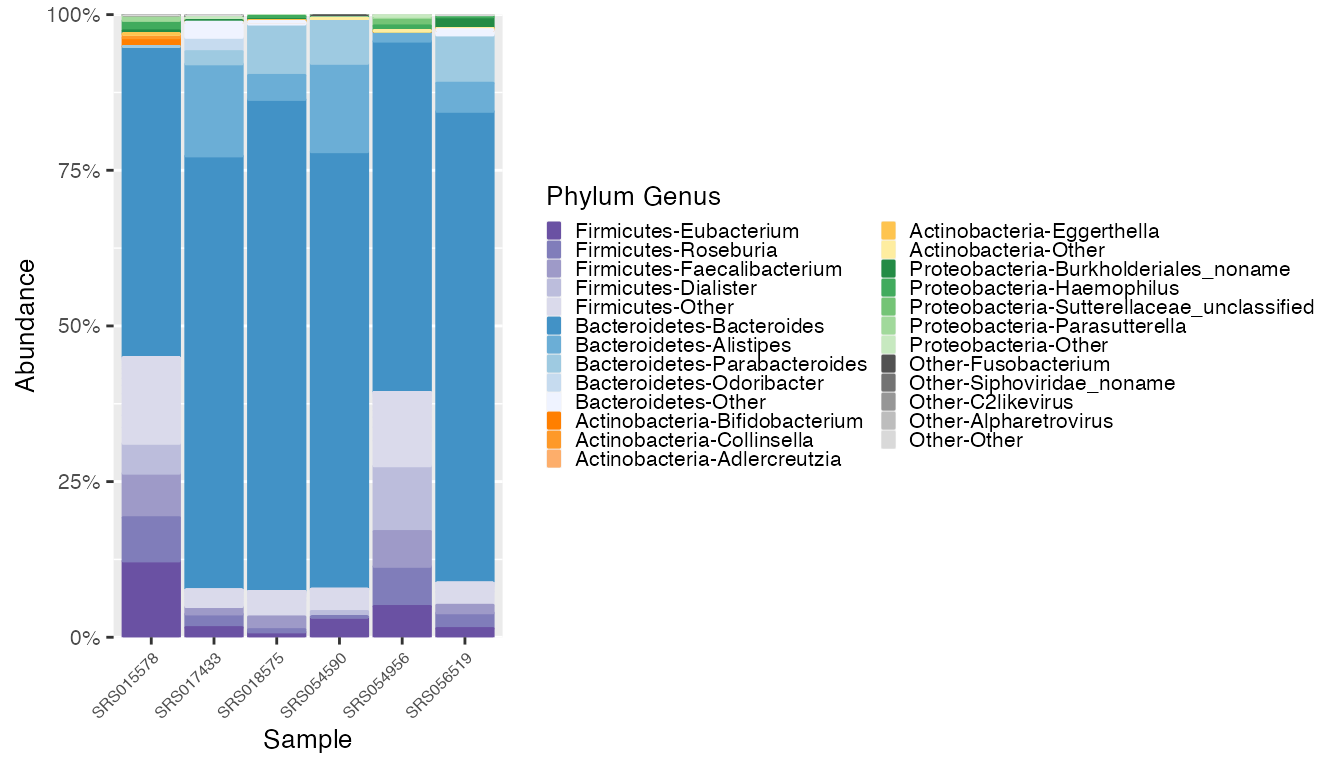 100%
75%
50%
25%
0%
Abundance
SRS015578
SRS017433
SRS018575
SRS054590
SRS054956
SRS056519
Sample
Phylum Genus
Firmicutes-Eubacterium
Firmicutes-Roseburia
Firmicutes-Faecalibacterium
Firmicutes-Dialister
Firmicutes-Other
Bacteroidetes-Bacteroides
Bacteroidetes-Alistipes
Bacteroidetes-Parabacteroides
Bacteroidetes-Odoribacter
Bacteroidetes-Other
Actinobacteria-Bifidobacterium
Actinobacteria-Collinsella
Actinobacteria-Adlercreutzia
Actinobacteria-Eggerthella
Actinobacteria-Other
Proteobacteria-Burkholderiales_noname
Proteobacteria-Haemophilus
Proteobacteria-Sutterellaceae_unclassified
Proteobacteria-Parasutterella
Proteobacteria-Other
Other-Fusobacterium
Other-Siphoviridae_noname
Other-C2likevirus
Other-Alpharetrovirus
Other-Other